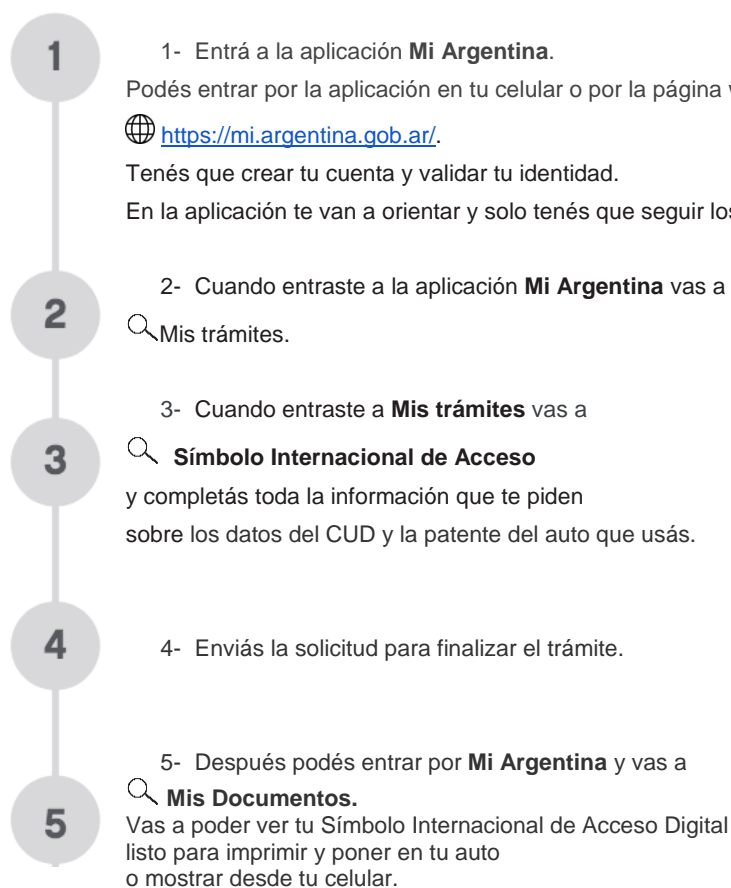 1
1- Entrá a la aplicación Mi Argentina.
Podés entrar por la aplicación en tu celular o por la página
https://mi.argentina.gob.ar/.
Tenés que crear tu cuenta y validar tu identidad.
En la aplicación te van a orientar y solo tenés que seguir los
2
2- Cuando entraste a la aplicación Mi Argentina vas a
Mis trámites.
3- Cuando entraste a Mis trámites vas a
3
Símbolo Internacional de Acceso
y completás toda la información que te piden
sobre los datos del CUD y la patente del auto que usás.
4
4- Enviás la solicitud para finalizar el trámite.
5- Después podés entrar por Mi Argentina y vas a
5
Mis Documentos.
Vas a poder ver tu Símbolo Internacional de Acceso Digital
listo para imprimir y poner en tu auto
o mostrar desde tu celular.